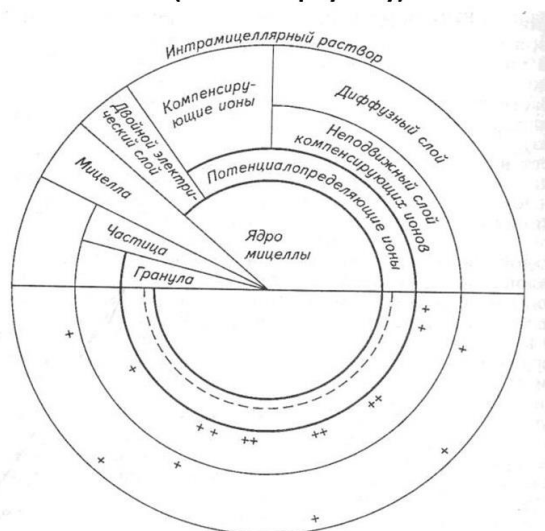 Интрамицеллярный раствор
Компенсиру-
ющие ионы
Диффузный слой
Двойной электри-
ческий слой
Неподвижный слой
компенсирующих ионов
Мицелла
Потенциалопределяющие ионы
Частица
Ядро
мицеллы
Гранула
+
+
+
+
+
+
+ +
++
++
++
+
+
+
+